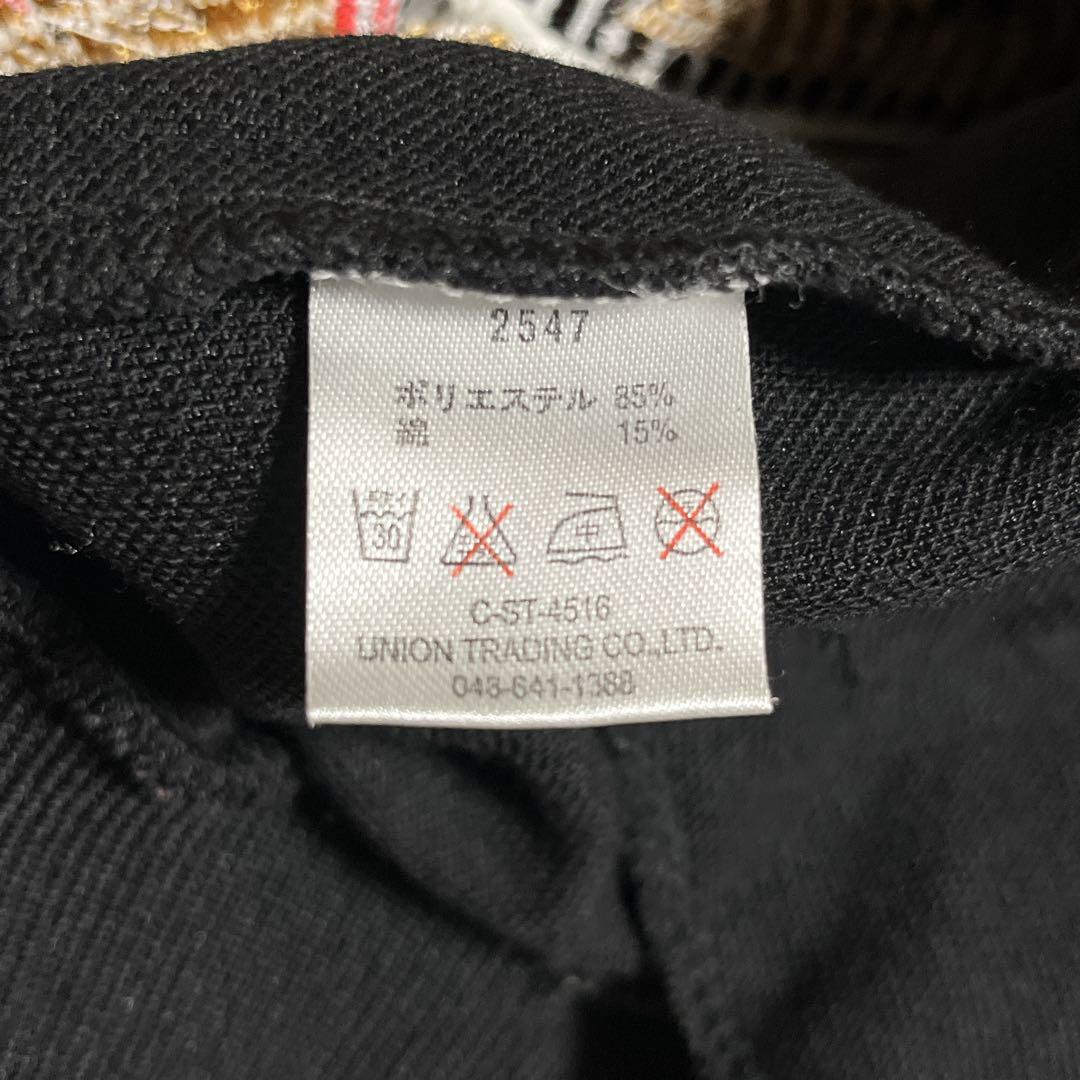 2547
ポリエステル 85%
綿 15%
30 中
C-ST-4516
UNION TRADING CO.,LTD.
048-641-1388